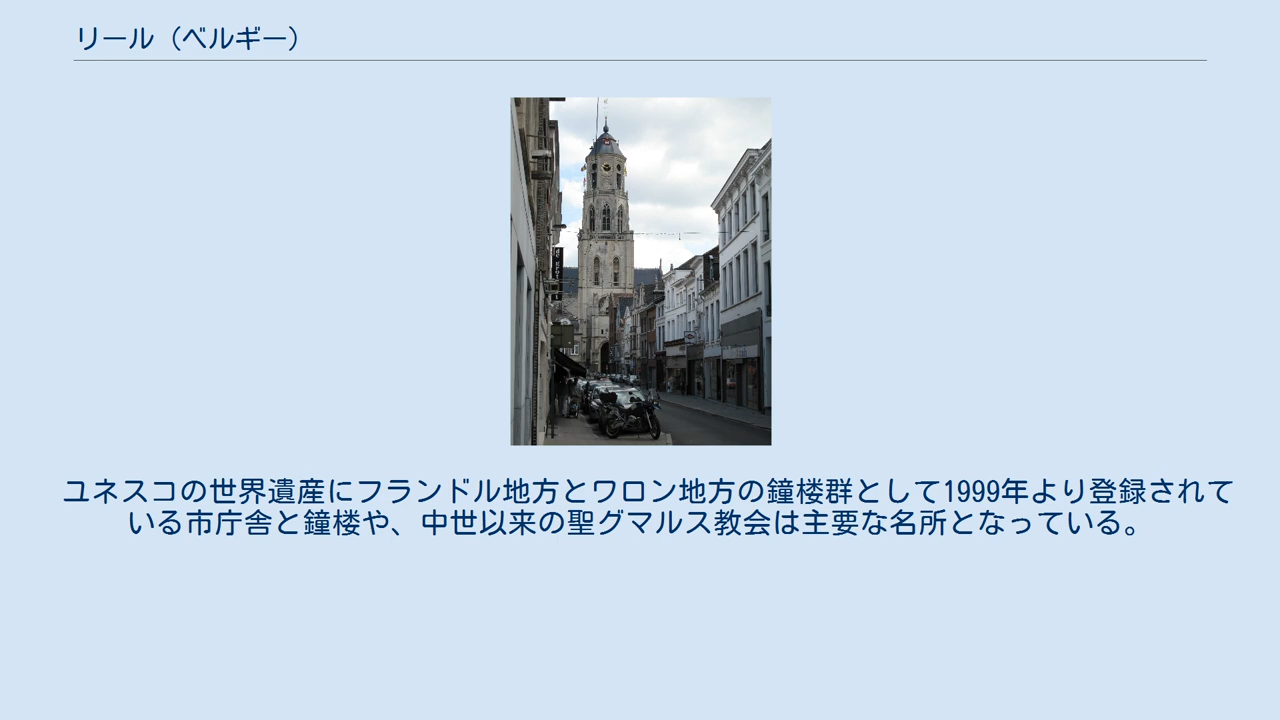 リール（ベルギー）
ユネスコの世界遺産にフランドル地方とワロン地方の鐘楼群として1999年より登録されて
いる市庁舎と鐘楼や、中世以来の聖グマルス教会は主要な名所となっている。